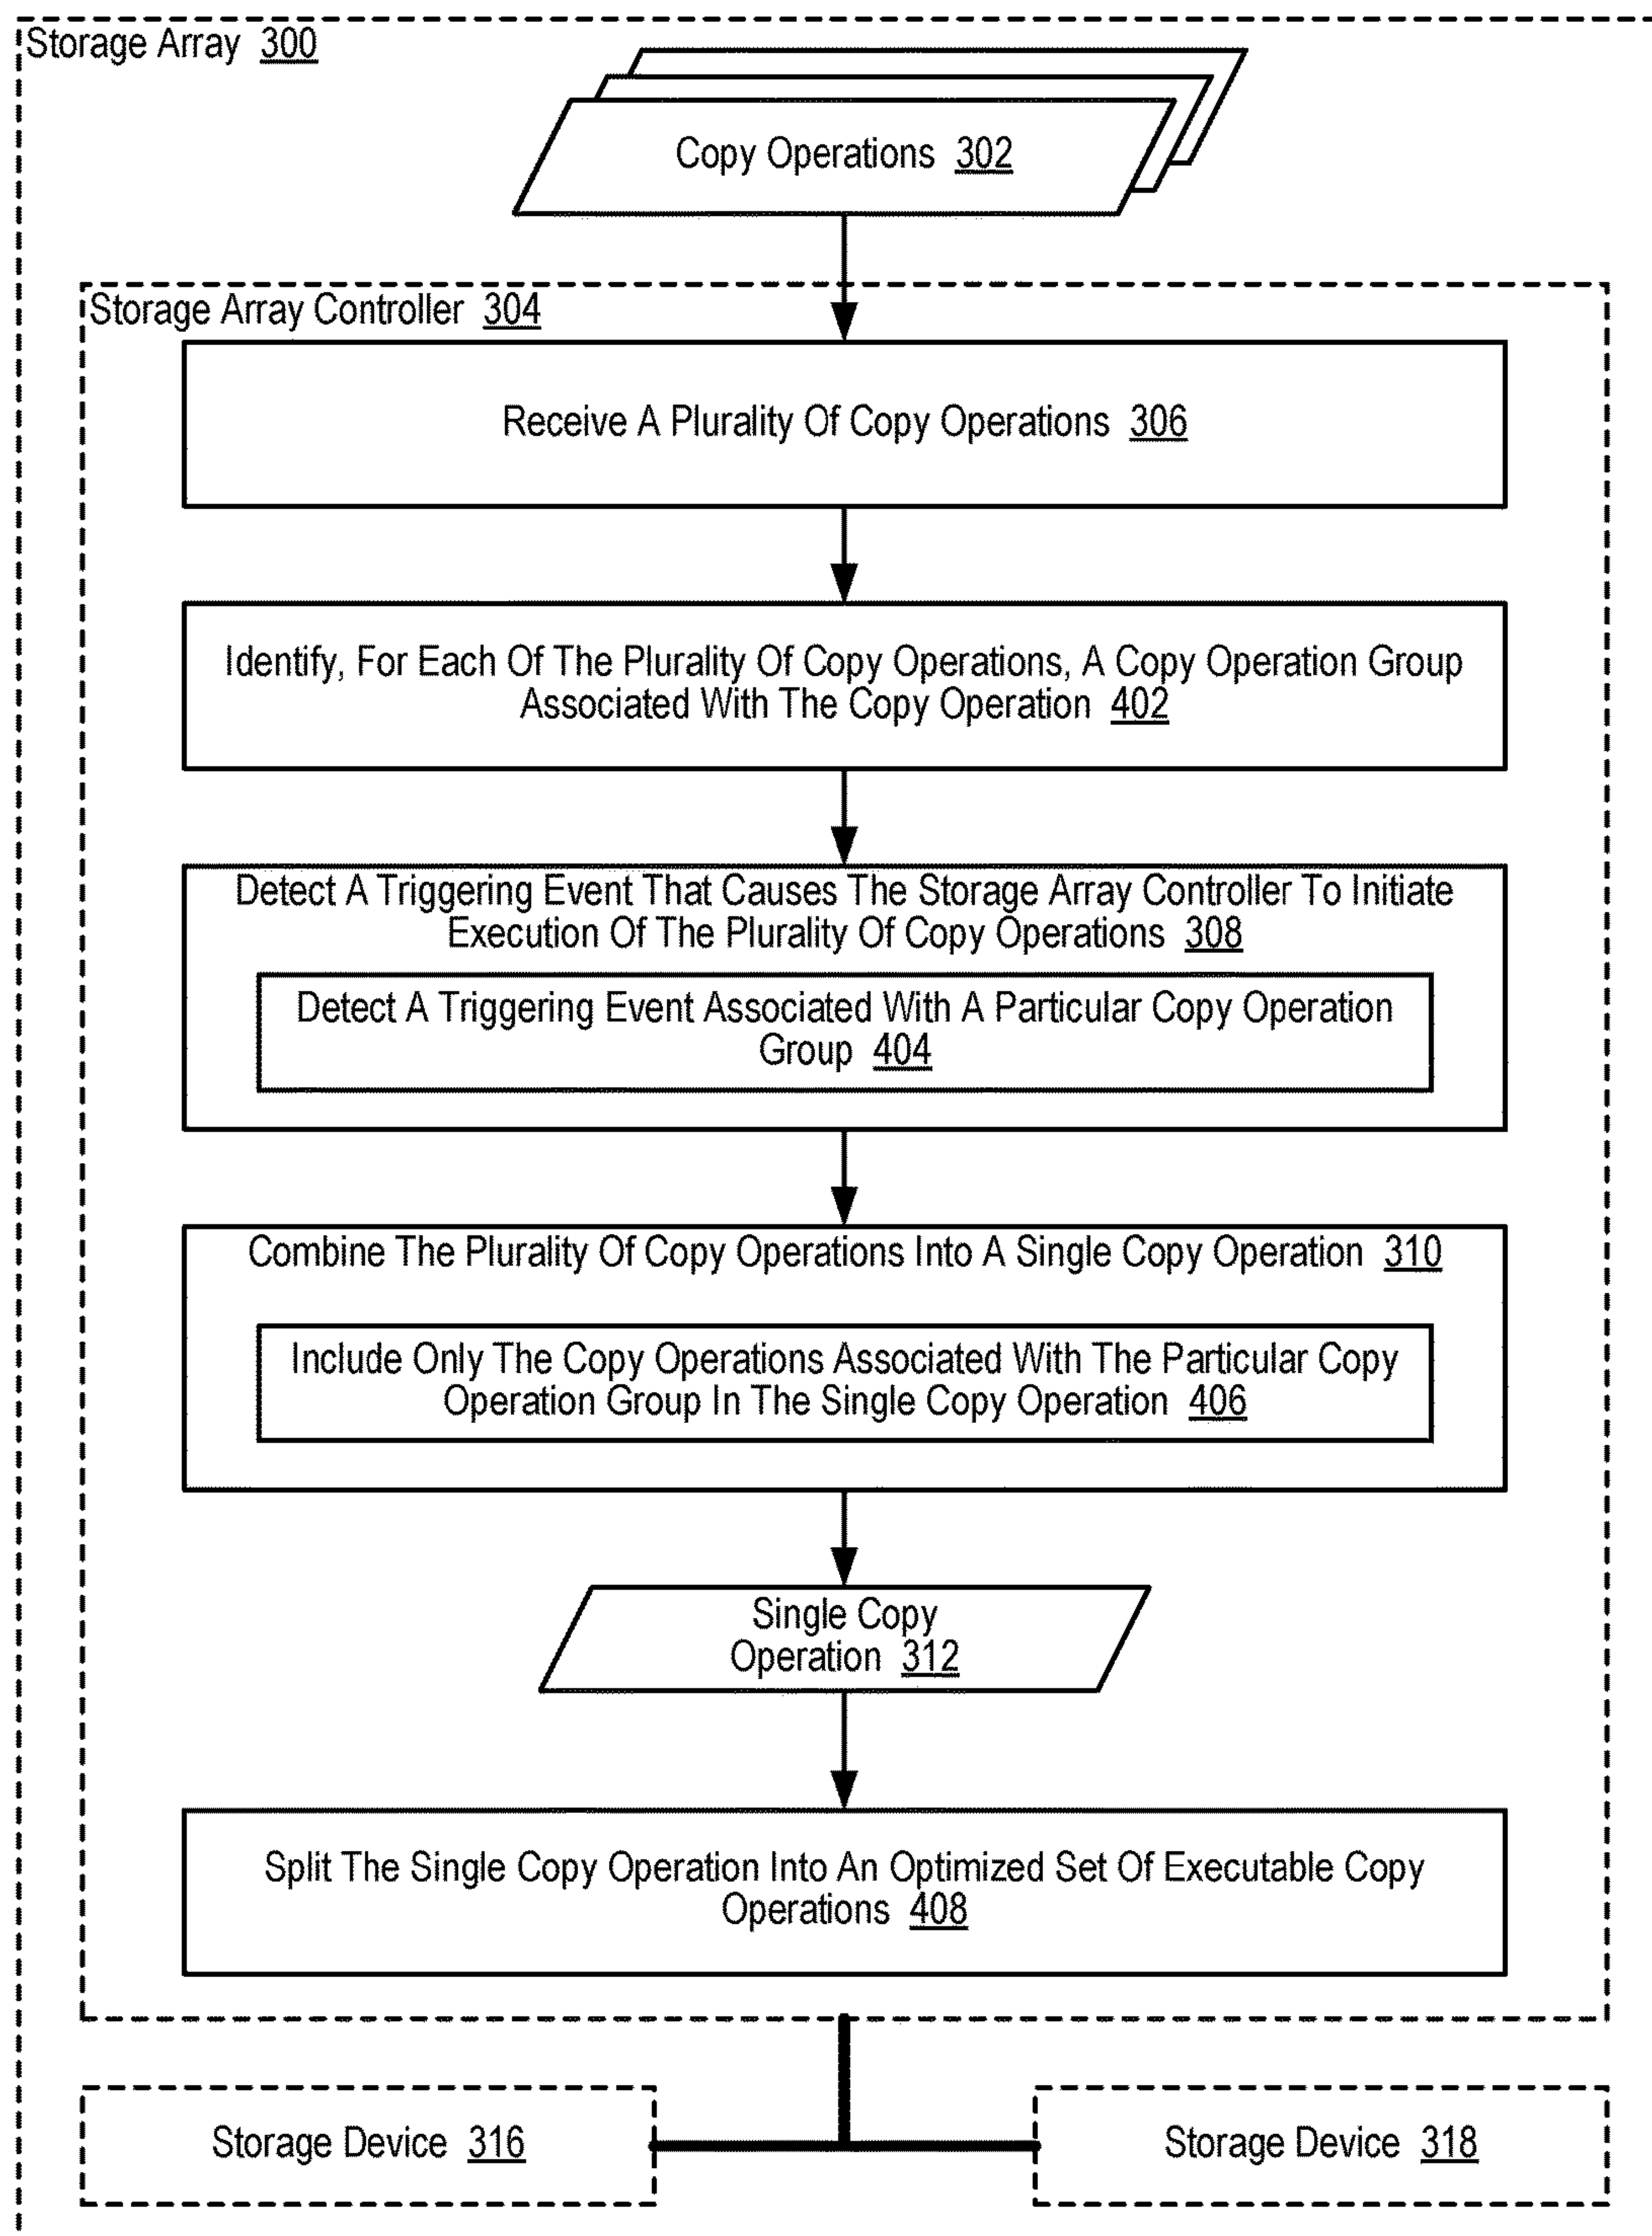 Storage Array 300
Copy Operations 302
Storage Array Controller 304
Receive A Plurality Of Copy Operations 306
Identify, For Each Of The Plurality Of Copy Operations, A Copy Operation Group
Associated With The Copy Operation 402
Detect A Triggering Event That Causes The Storage Array Controller To Initiate
Execution Of The Plurality Of Copy Operations 308
Detect A Triggering Event Associated With A Particular Copy Operation
Group 404
Combine The Plurality Of Copy Operations Into A Single Copy Operation 310
Include Only The Copy Operations Associated With The Particular Copy
Operation Group In The Single Copy Operation 406
Single Copy
Operation 312
Split The Single Copy Operation Into An Optimized Set Of Executable Copy
Operations 408
Storage Device 316
Storage Device 318